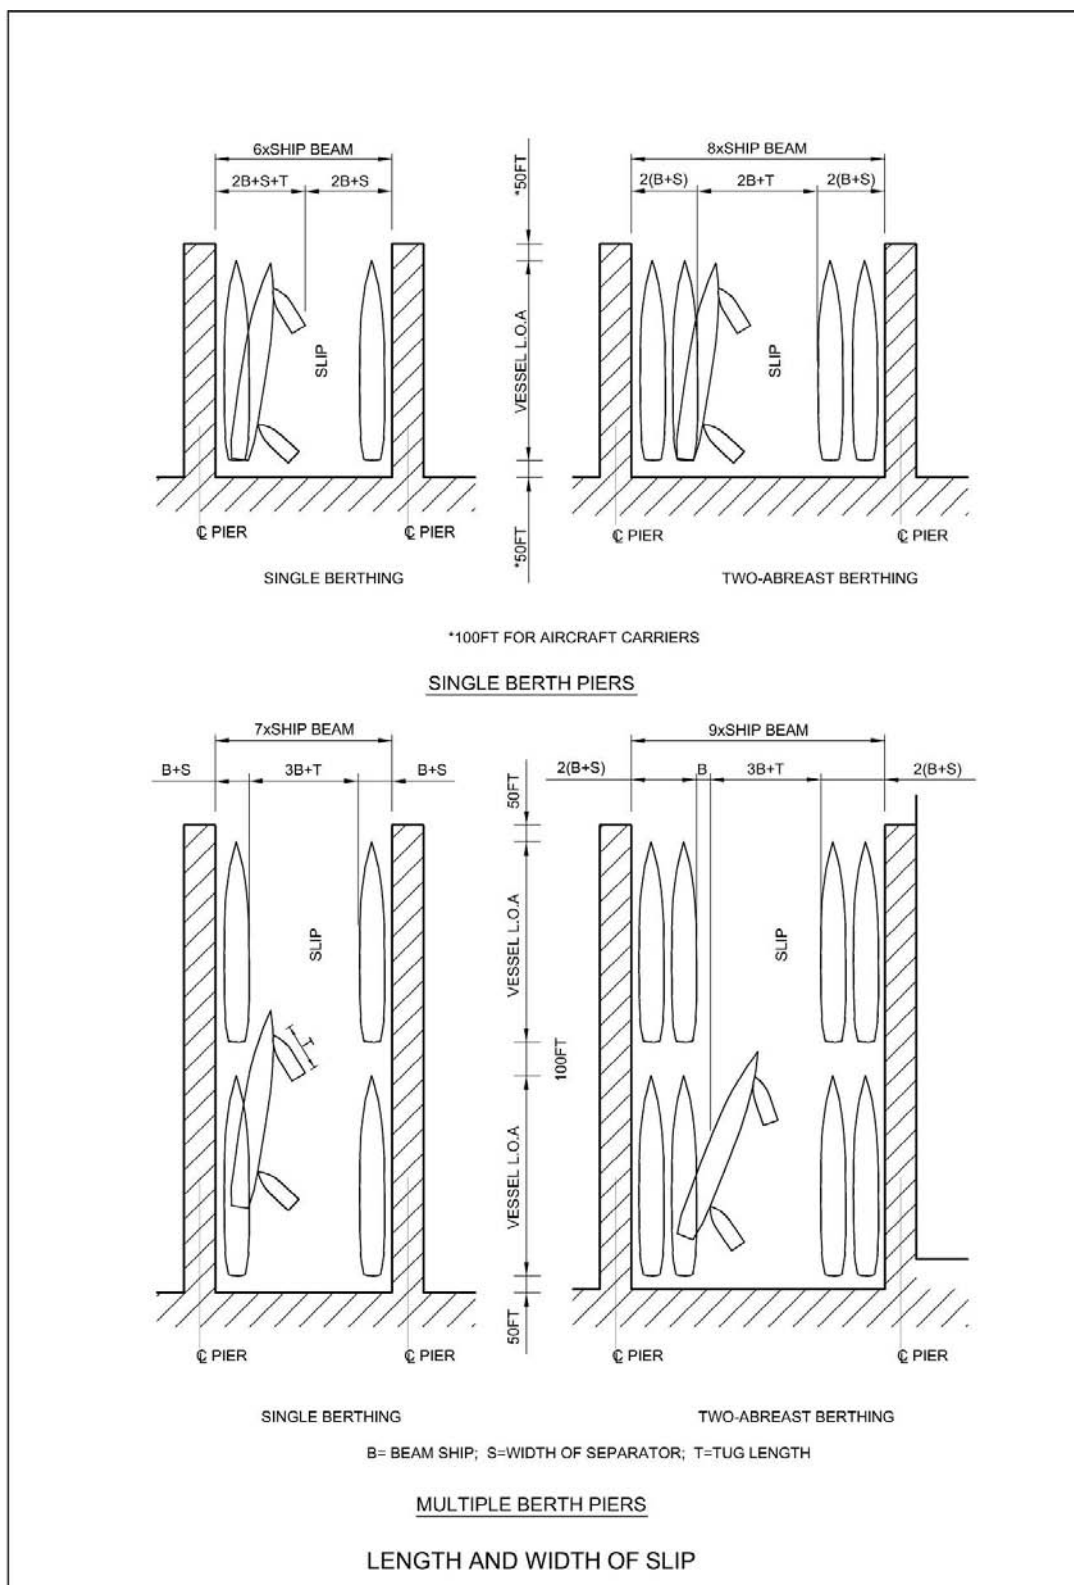 6xSHIP BEAM
2B+S+T
2B+S
*50FT
8xSHIP BEAM
2(B+S)
2B+T
2(B+S)
SLIP
VESSEL L.O.A
SLIP
℄ PIER
℄ PIER
*50FT
℄ PIER
℄ PIER
SINGLE BERTHING
TWO-ABREAST BERTHING
*100FT FOR AIRCRAFT CARRIERS
SINGLE BERTH PIERS
7xSHIP BEAM
B+S
3B+T
B+S
50FT
9xSHIP BEAM
2(B+S)
B
3B+T
2(B+S)
SLIP
VESSEL L.O.A
SLIP
T
100FT
VESSEL L.O.A
50FT
℄ PIER
℄ PIER
℄ PIER
℄ PIER
SINGLE BERTHING
TWO-ABREAST BERTHING
B= BEAM SHIP; S=WIDTH OF SEPARATOR; T=TUG LENGTH
MULTIPLE BERTH PIERS
LENGTH AND WIDTH OF SLIP